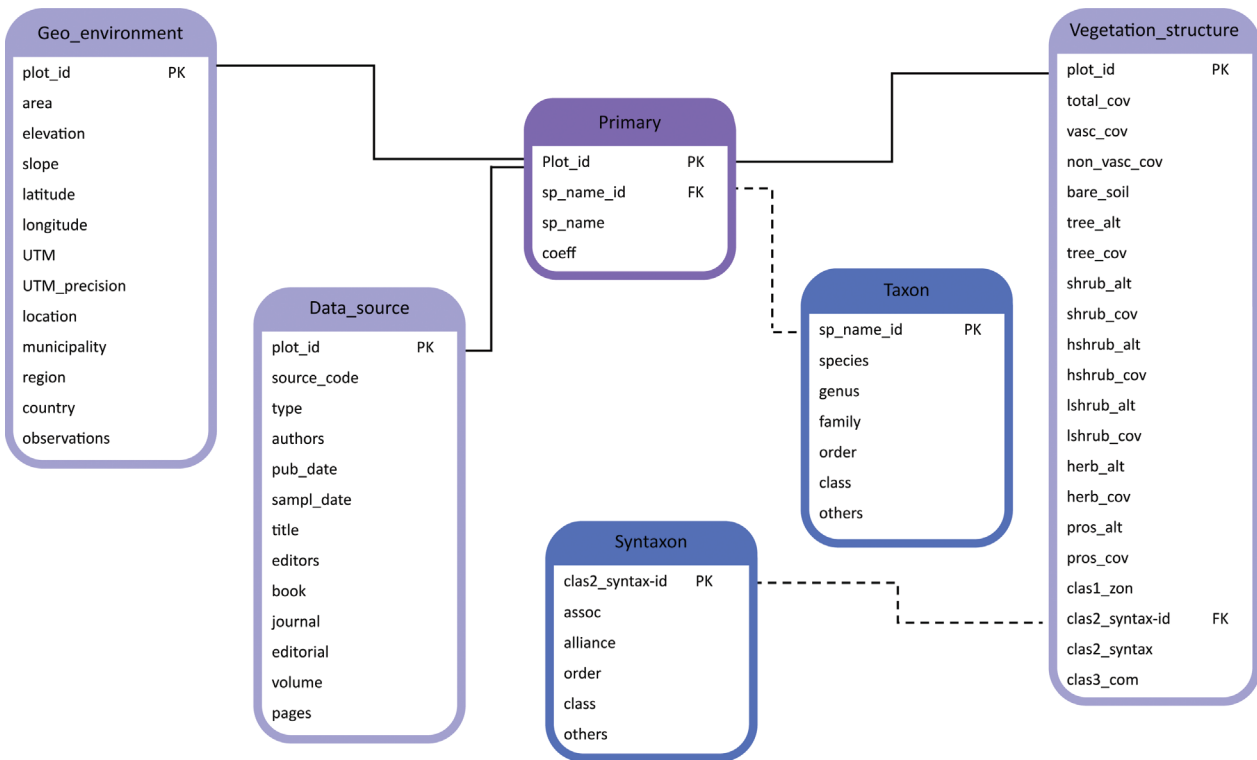 Geo_environment
plot_id PK
area
elevation
slope
latitude
longitude
UTM
UTM_precision
location
municipality
region
country
observations
Data_source
plot_id PK
source_code
type
authors
pub_date
sampl_date
title
editors
book
journal
editorial
volume
pages
Primary
Plot_id PK
sp_name_id FK
sp_name
coeff
Taxon
sp_name_id PK
species
genus
family
order
class
others
Syntaxon
clas2_syntax-id PK
assoc
alliance
order
class
others
Vegetation_structure
plot_id PK
total_cov
vasc_cov
non_vasc_cov
bare_soil
tree_alt
tree_cov
shrub_alt
shrub_cov
hshrub_alt
hshrub_cov
lshrub_alt
lshrub_cov
herb_alt
herb_cov
pros_alt
pros_cov
clas1_zon
clas2_syntax-id FK
clas2_syntax
clas3_com